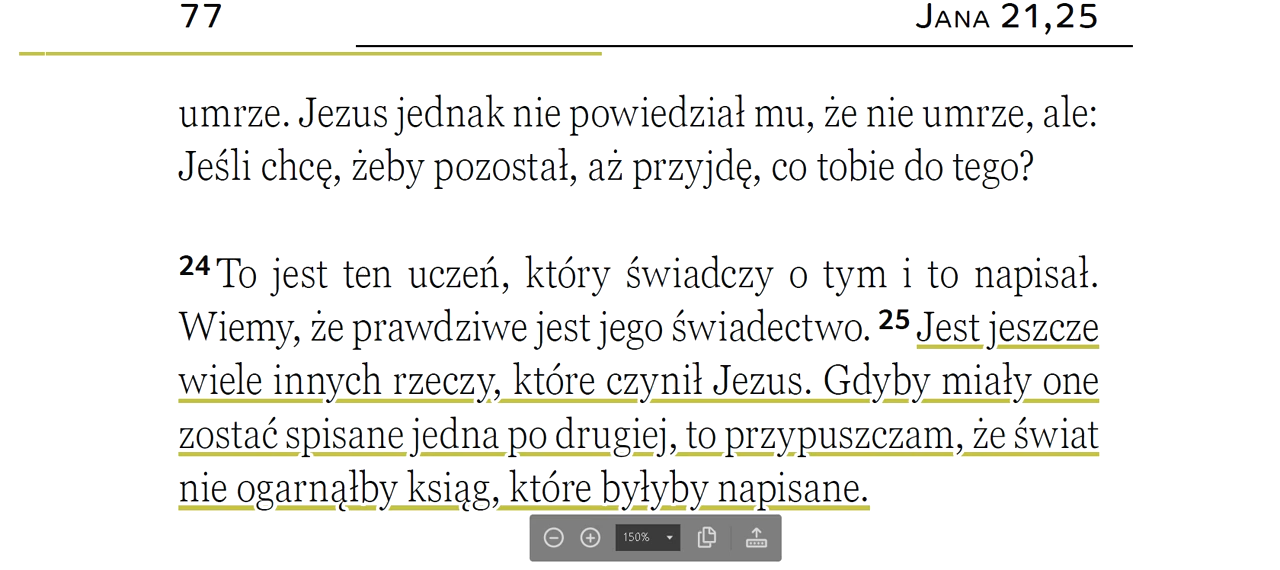 77 JANA 21,25
umrze. Jezus jednak nie powiedział mu, że nie umrze, ale:
Jeśli chcę, żeby pozostał, aż przyjdę, co tobie do tego?
24 To jest ten uczeń, który świadczy o tym i to napisał.
Wiemy, że prawdziwe jest jego świadectwo. 25 Jest jeszcze
wiele innych rzeczy, które czynił Jezus. Gdyby miały one
zostać spisane jedna po drugiej, to przypuszczam, że świat
nie ogarnąłby ksiąg, które byłyby napisane.
150%